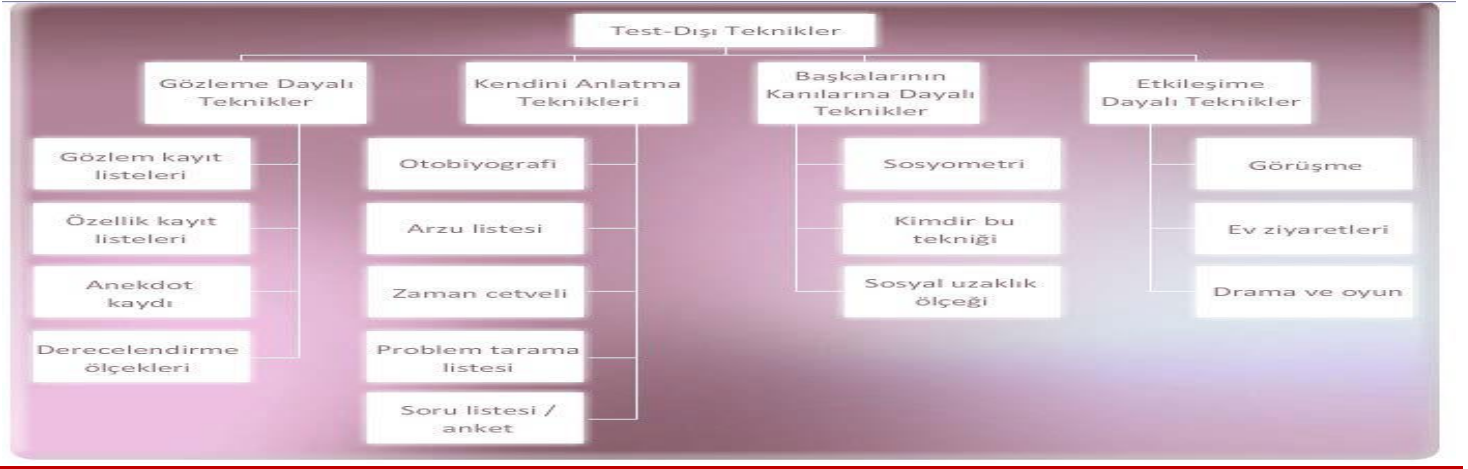 Test-Dışı Teknikler
Gözleme Dayalı
Teknikler
Gözlem kayıt
listeleri
Özellik kayıt
listeleri
Anekdot
kaydı
Derecelendirme
ölçekleri
Kendini Anlatma
Teknikleri
Otobiyografi
Arzu listesi
Zaman cetveli
Problem tarama
listesi
Soru listesi /
anket
Başkalarının
Kanılarına Dayalı
Teknikler
Sosyometri
Kimdir bu
tekniği
Sosyal uzaklık
ölçeği
Etkileşime
Dayalı Teknikler
Görüşme
Ev ziyaretleri
Drama ve oyun